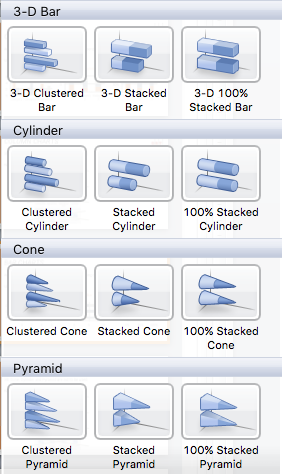 3-D Bar
3-D Clustered Bar
3-D Stacked Bar
3-D 100% Stacked Bar
Cylinder
Clustered Cylinder
Stacked Cylinder
100% Stacked Cylinder
Cone
Clustered Cone
Stacked Cone
100% Stacked Cone
Pyramid
Clustered Pyramid
Stacked Pyramid
100% Stacked Pyramid